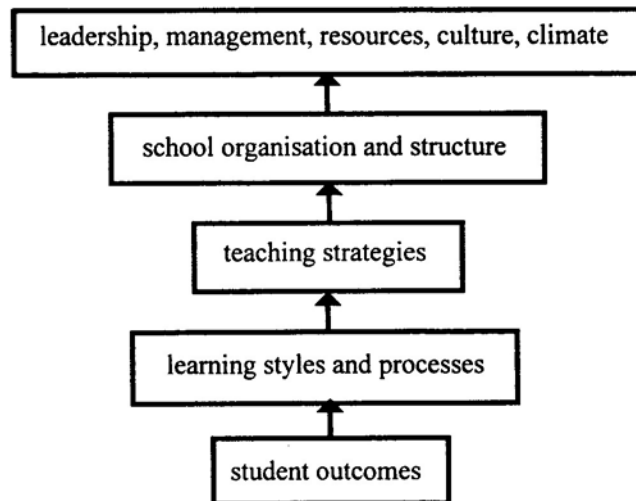 leadership, management, resources, culture, climate
school organisation and structure
teaching strategies
learning styles and processes
student outcomes